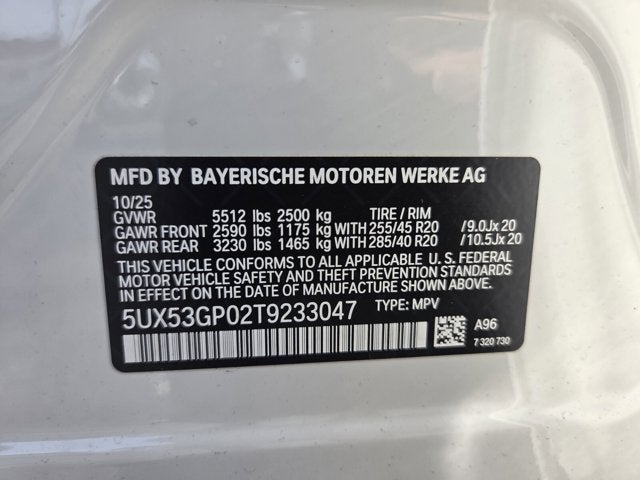 MFD BY BAYERISCHE MOTOREN WERKE AG
10/25
GVWR 5512 lbs 2500 kg TIRE / RIM
GAWR FRONT 2590 lbs 1175 kg WITH 255/45 R20 /9.0Jx 20
GAWR REAR 3230 lbs 1465 kg WITH 285/40 R20 /10.5Jx 20
THIS VEHICLE CONFORMS TO ALL APPLICABLE U. S. FEDERAL
MOTOR VEHICLE SAFETY AND THEFT PREVENTION STANDARDS
IN EFFECT ON THE DATE OF MANUFACTURE SHOWN ABOVE.
5UX53GP02T9233047 TYPE: MPV
A96
7 320 730